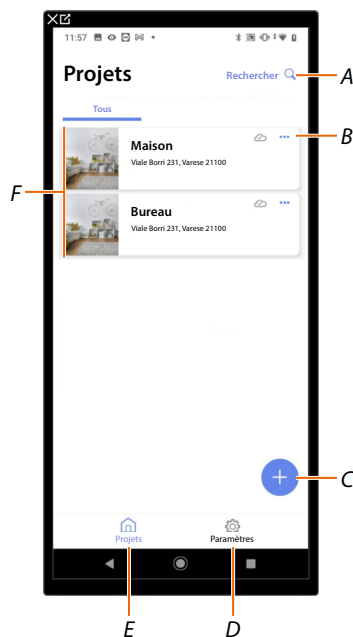 11:57
Projets
Rechercher
A
Tous
Maison
B
Viale Borri 231, Varese 21100
F
Bureau
Viale Borri 231, Varese 21100
C
Projets
Paramètres
E
D